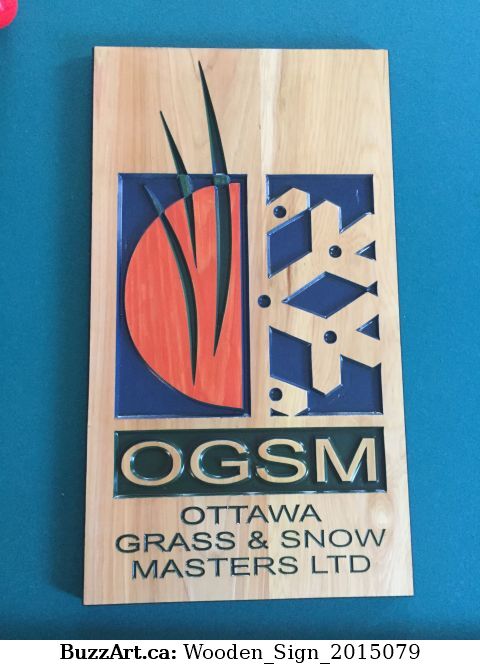 OGSM
OTTAWA
GRASS & SNOW
MASTERS LTD
BuzzArt.ca: Wooden_Sign_2015079